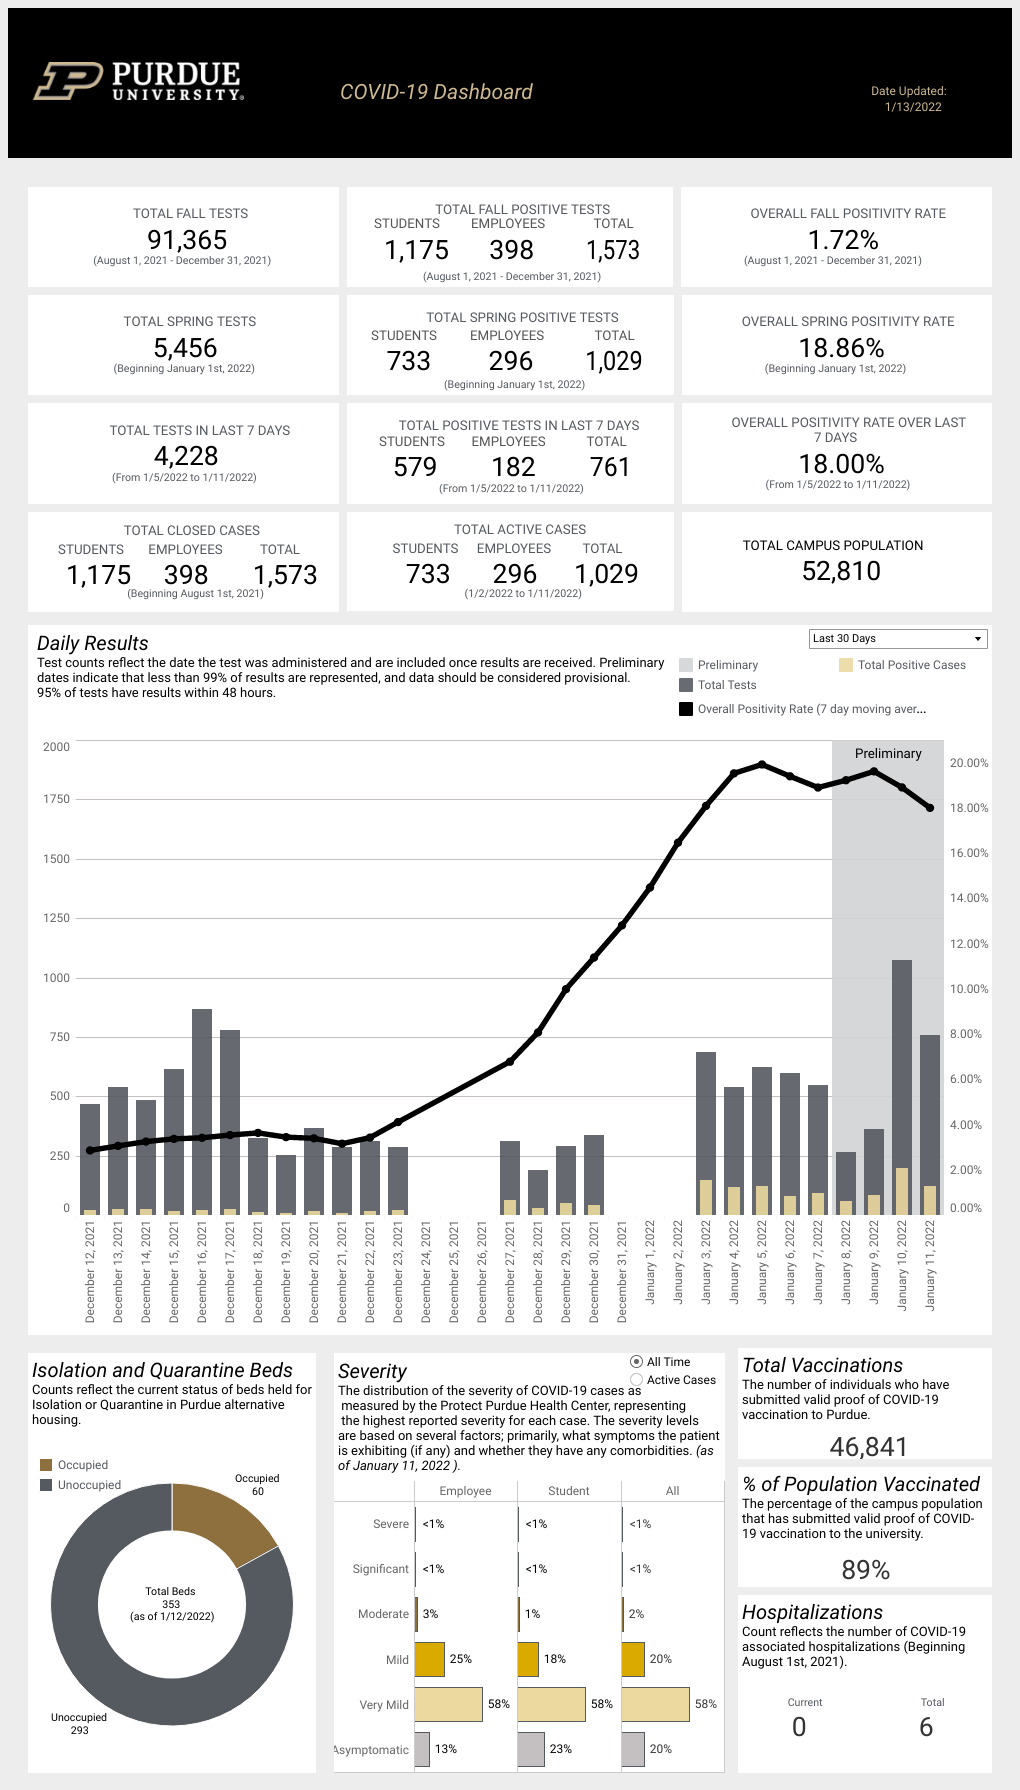 PURDUE
UNIVERSITY®
COVID-19 Dashboard
Date Updated:
1/13/2022
TOTAL FALL TESTS
91,365
(August 1, 2021 - December 31, 2021)
TOTAL FALL POSITIVE TESTS
STUDENTS EMPLOYEES TOTAL
1,175 398 1,573
(August 1, 2021 - December 31, 2021)
OVERALL FALL POSITIVITY RATE
1.72%
(August 1, 2021 - December 31, 2021)
TOTAL SPRING TESTS
5,456
(Beginning January 1st, 2022)
TOTAL SPRING POSITIVE TESTS
STUDENTS EMPLOYEES TOTAL
733 296 1,029
(Beginning January 1st, 2022)
OVERALL SPRING POSITIVITY RATE
18.86%
(Beginning January 1st, 2022)
TOTAL TESTS IN LAST 7 DAYS
4,228
(From 1/5/2022 to 1/11/2022)
TOTAL POSITIVE TESTS IN LAST 7 DAYS
STUDENTS EMPLOYEES TOTAL
579 182 761
(From 1/5/2022 to 1/11/2022)
OVERALL POSITIVITY RATE OVER LAST
7 DAYS
18.00%
(From 1/5/2022 to 1/11/2022)
TOTAL CLOSED CASES
STUDENTS EMPLOYEES TOTAL
1,175 398 1,573
(Beginning August 1st, 2021)
TOTAL ACTIVE CASES
STUDENTS EMPLOYEES TOTAL
733 296 1,029
(1/2/2022 to 1/11/2022)
TOTAL CAMPUS POPULATION
52,810
Daily Results
Test counts reflect the date the test was administered and are included once results are received. Preliminary
dates indicate that less than 99% of results are represented, and data should be considered provisional.
95% of tests have results within 48 hours.
Last 30 Days
Preliminary
Total Positive Cases
Total Tests
Overall Positivity Rate (7 day moving aver...
Preliminary
2000
1750
1500
1250
1000
750
500
250
0
20.00%
18.00%
16.00%
14.00%
12.00%
10.00%
8.00%
6.00%
4.00%
2.00%
0.00%
December 12, 2021
December 13, 2021
December 14, 2021
December 15, 2021
December 16, 2021
December 17, 2021
December 18, 2021
December 19, 2021
December 20, 2021
December 21, 2021
December 22, 2021
December 23, 2021
December 24, 2021
December 25, 2021
December 26, 2021
December 27, 2021
December 28, 2021
December 29, 2021
December 30, 2021
December 31, 2021
January 1, 2022
January 2, 2022
January 3, 2022
January 4, 2022
January 5, 2022
January 6, 2022
January 7, 2022
January 8, 2022
January 9, 2022
January 10, 2022
January 11, 2022
Isolation and Quarantine Beds
Counts reflect the current status of beds held for
Isolation or Quarantine in Purdue alternative
housing.
Occupied
Unoccupied
Occupied
60
Total Beds
353
(as of 1/12/2022)
Unoccupied
293
Severity
All Time
Active Cases
The distribution of the severity of COVID-19 cases as
measured by the Protect Purdue Health Center, representing
the highest reported severity for each case. The severity levels
are based on several factors; primarily, what symptoms the patient
is exhibiting (if any) and whether they have any comorbidities. (as
of January 11, 2022 ).
Employee Student All
Severe <1% <1% <1%
Significant <1% <1% <1%
Moderate 3% 1% 2%
Mild 25% 18% 20%
Very Mild 58% 58% 58%
Asymptomatic 13% 23% 20%
Total Vaccinations
The number of individuals who have
submitted valid proof of COVID-19
vaccination to Purdue.
46,841
% of Population Vaccinated
The percentage of the campus population
that has submitted valid proof of COVID-
19 vaccination to the university.
89%
Hospitalizations
Count reflects the number of COVID-19
associated hospitalizations (Beginning
August 1st, 2021).
Current Total
0 6